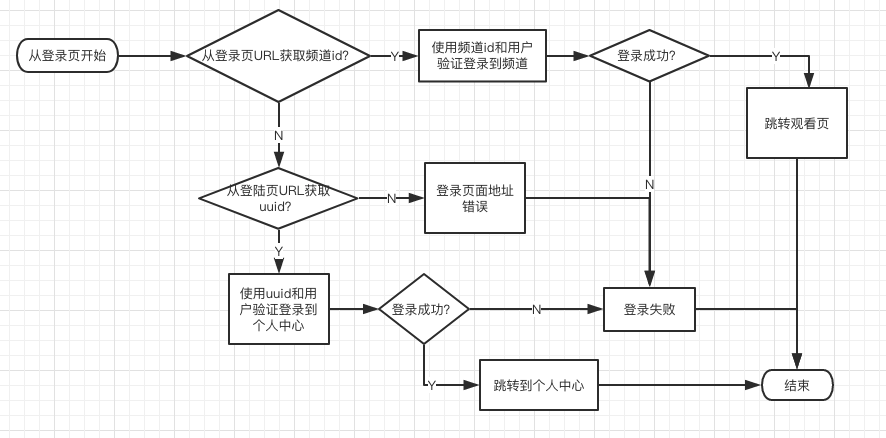 从登录页开始
从登录页URL获取频道id?
Y
使用频道id和用户
验证登录到频道
登录成功?
Y
跳转观看页
N
从登陆页URL获取
uuid?
N
登录页面地址
错误
N
Y
使用uuid和用
户验证登录到
个人中心
登录成功?
N
登录失败
Y
跳转到个人中心
结束